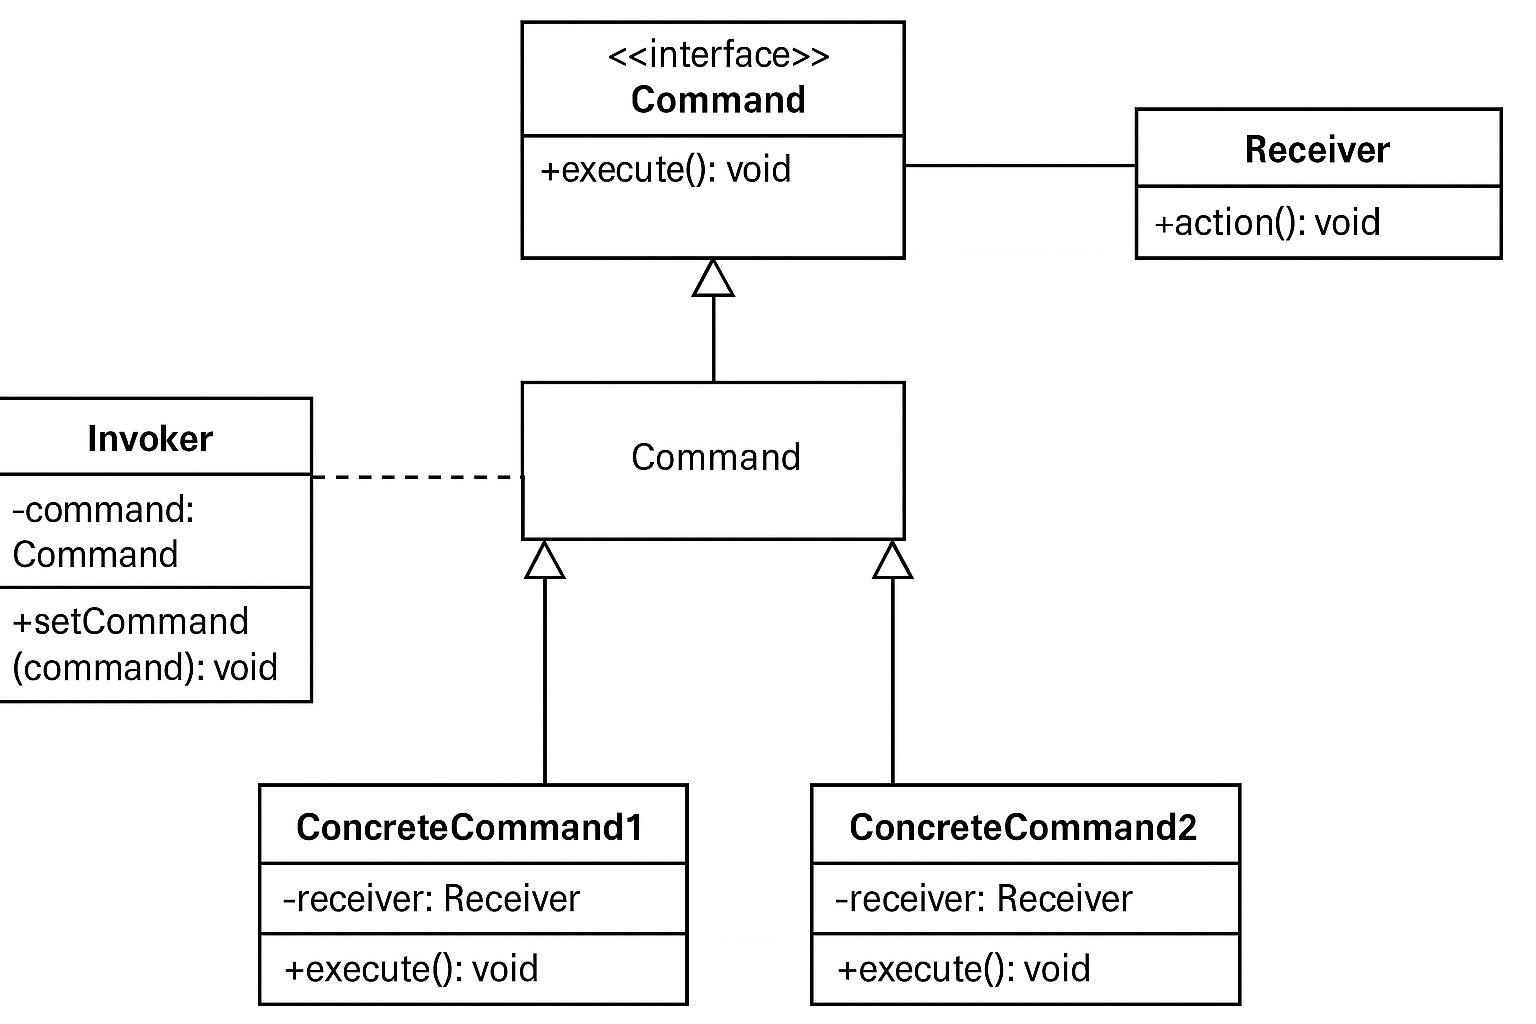 <<interface>>
Command
+execute(): void
Receiver
+action(): void
Command
Invoker
-command:
Command
+setCommand
(command): void
ConcreteCommand1
-receiver: Receiver
+execute(): void
ConcreteCommand2
-receiver: Receiver
+execute(): void